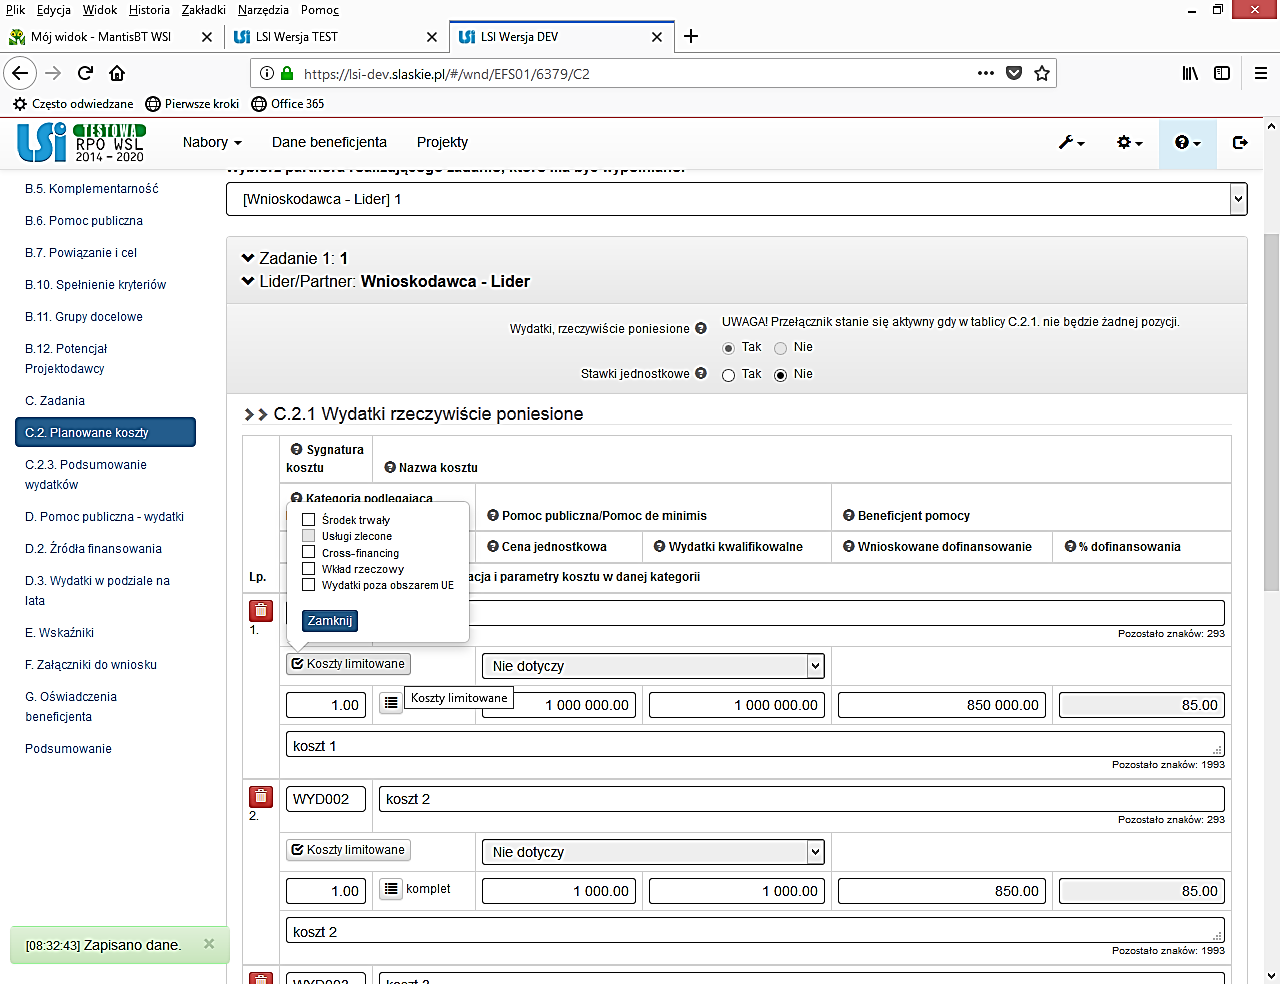 Plik Edycja Widok Historia Zakładki Narzędzia Pomoc
Mój widok - MantisBT WSI
LSI Wersja TEST
LSI Wersja DEV
https://lsi-dev.slaskie.pl/#/wnd/EFS01/6379/C2
Często odwiedzane Pierwsze kroki Office 365
LSI TESTOWA
RPO WSL
2014 – 2020
Nabory Dane beneficjenta Projekty
B.5. Komplementarność
B.6. Pomoc publiczna
B.7. Powiązanie i cel
B.10. Spełnienie kryteriów
B.11. Grupy docelowe
B.12. Potencjał
Projektodawcy
C. Zadania
C.2. Planowane koszty
C.2.3. Podsumowanie
wydatków
D. Pomoc publiczna - wydatki
D.2. Źródła finansowania
D.3. Wydatki w podziale na
lata
E. Wskaźniki
F. Załączniki do wniosku
G. Oświadczenia
beneficjenta
Podsumowanie
[08:32:43] Zapisano dane.
Wybierz partnera realizującego zadanie, które ma być wypełniane:
[Wnioskodawca - Lider] 1
Zadanie 1: 1
Lider/Partner: Wnioskodawca - Lider
Wydatki, rzeczywiście poniesione
UWAGA! Przełącznik stanie się aktywny gdy w tablicy C.2.1. nie będzie żadnej pozycji.
Tak Nie
Stawki jednostkowe Tak Nie
C.2.1 Wydatki rzeczywiście poniesione
Lp.
Sygnatura
kosztu
Nazwa kosztu
Kategoria podlegająca
Pomoc publiczna/Pomoc de minimis
Beneficjent pomocy
Cena jednostkowa
Wydatki kwalifikowalne
Wnioskowane dofinansowanie
% dofinansowania
acja i parametry kosztu w danej kategorii
Środek trwały
Usługi zlecone
Cross-financing
Wkład rzeczowy
Wydatki poza obszarem UE
Zamknij
1.
Pozostało znaków: 293
Koszty limitowane
Nie dotyczy
Koszty limitowane
1.00
1 000 000.00
1 000 000.00
850 000.00
85.00
koszt 1
Pozostało znaków: 1993
2.
WYD002
koszt 2
Pozostało znaków: 293
Koszty limitowane
Nie dotyczy
1.00
komplet
1 000.00
1 000.00
850.00
85.00
koszt 2
Pozostało znaków: 1993
WYD003